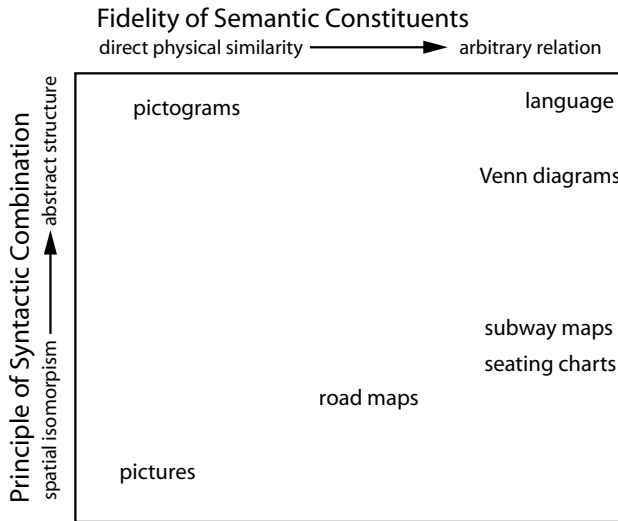 Fidelity of Semantic Constituents
direct physical similarity
arbitrary relation
Principle of Syntactic Combination
abstract structure
spatial isomorpism
pictograms
language
Venn diagrams
subway maps
seating charts
road maps
pictures